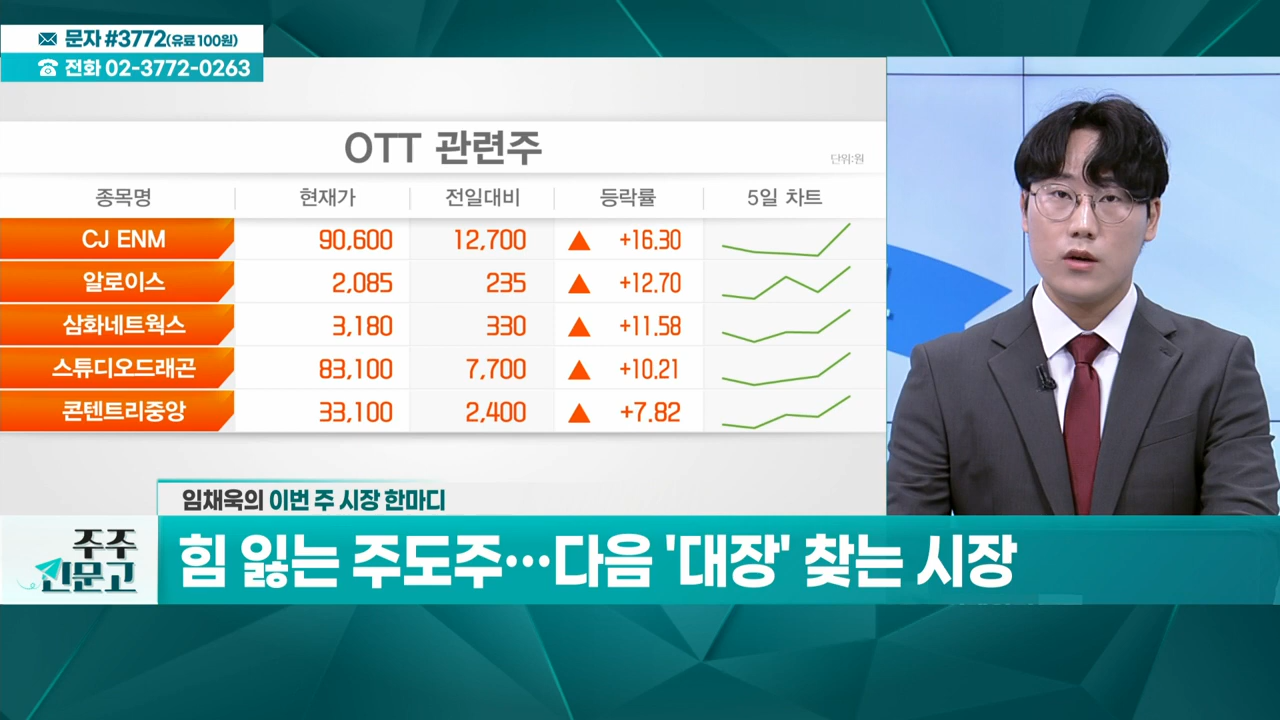 문자 #3772(유료 100원)
전화 02-3772-0263
OTT 관련주
단위:원
종목명 현재가 전일대비 등락률 5일 차트
CJ ENM 90,600 12,700 ▲ +16.30
알로이스 2,085 235 ▲ +12.70
삼화네트웍스 3,180 330 ▲ +11.58
스튜디오드래곤 83,100 7,700 ▲ +10.21
콘텐트리중앙 33,100 2,400 ▲ +7.82
임채욱의 이번 주 시장 한마디
주주
신문고
힘 잃는 주도주…다음 '대장' 찾는 시장